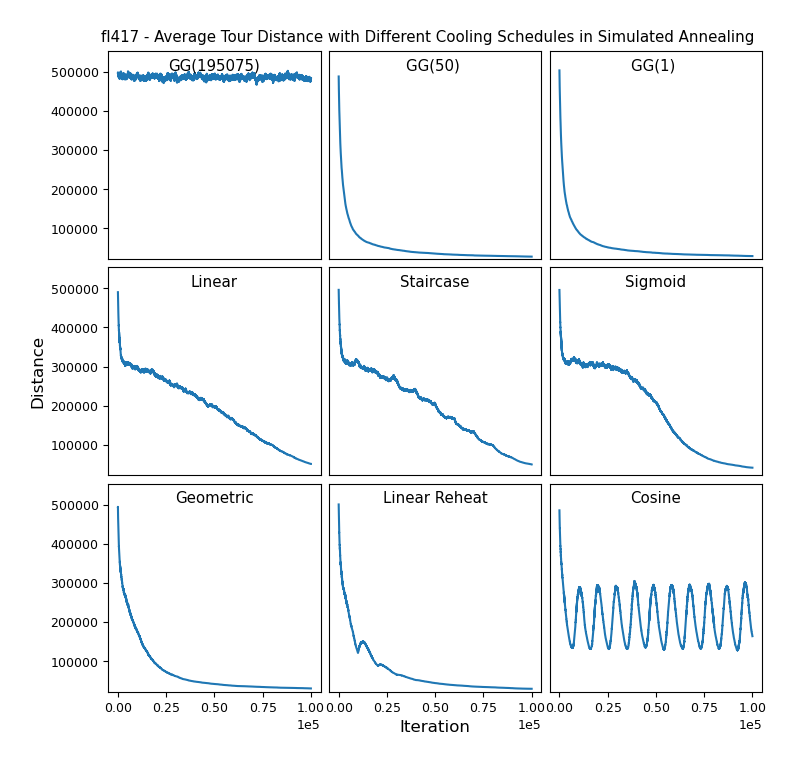 fl417 - Average Tour Distance with Different Cooling Schedules in Simulated Annealing
GG(195075)
GG(50)
GG(1)
500000
400000
300000
200000
100000
Linear
Staircase
Sigmoid
500000
400000
300000
200000
100000
Distance
Geometric
Linear Reheat
Cosine
500000
400000
300000
200000
100000
0.00 0.25 0.50 0.75 1.00
1e5
0.00 0.25 0.50 0.75 1.00
1e5
0.00 0.25 0.50 0.75 1.00
1e5
Iteration